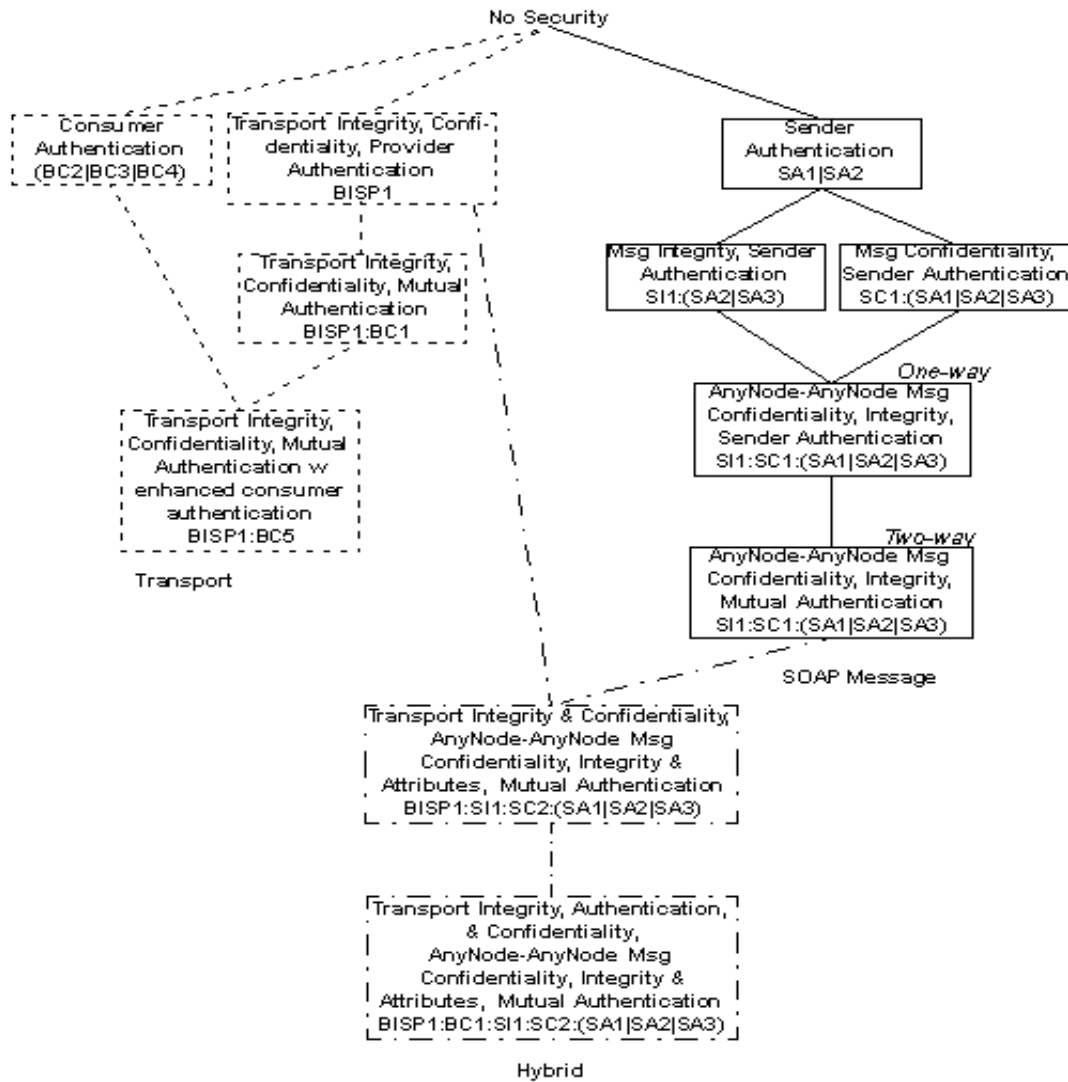 No Security
Consumer
Authentication
(BC2|BC3|BC4)
Transport Integrity, Confi-
dentiality, Provider
Authentication
BISP1
Sender
Authentication
SA1|SA2
Transport Integrity,
Confidentiality, Mutual
Authentication
BISP1:BC1
Msg Integrity, Sender
Authentication
SI1:(SA2|SA3)
Msg Confidentiality,
Sender Authentication
SC1:(SA1|SA2|SA3)
One-way
AnyNode-AnyNode Msg
Confidentiality, Integrity,
Sender Authentication
SI1:SC1:(SA1|SA2|SA3)
Transport Integrity,
Confidentiality, Mutual
Authentication w
enhanced consumer
authentication
BISP1:BC5
Transport
Two-way
AnyNode-AnyNode Msg
Confidentiality, Integrity,
Mutual Authentication
SI1:SC1:(SA1|SA2|SA3)
SOAP Message
Transport Integrity & Confidentiality,
AnyNode-AnyNode Msg
Confidentiality, Integrity &
Attributes, Mutual Authentication
BISP1:SI1:SC2:(SA1|SA2|SA3)
Transport Integrity, Authentication,
& Confidentiality,
AnyNode-AnyNode Msg
Confidentiality, Integrity &
Attributes, Mutual Authentication
BISP1:BC1:SI1:SC2:(SA1|SA2|SA3)
Hybrid